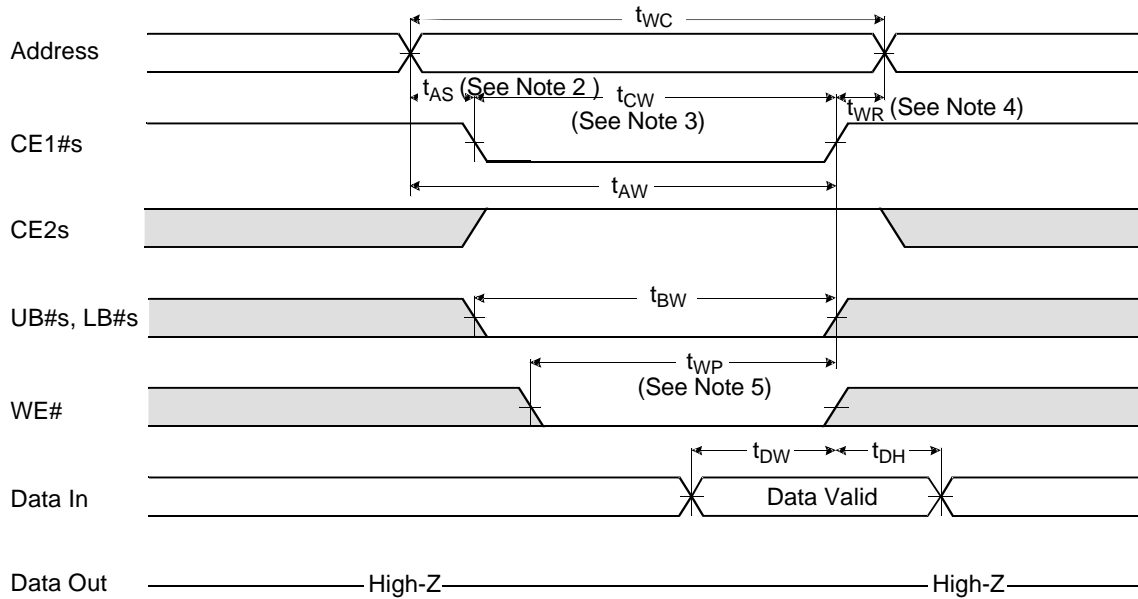 tWC
Address
tAS (See Note 2 )
tCW
(See Note 3)
tWR (See Note 4)
CE1#s
tAW
CE2s
tBW
UB#s, LB#s
tWP
(See Note 5)
WE#
tDW
tDH
Data In
Data Valid
Data Out
High-Z
High-Z